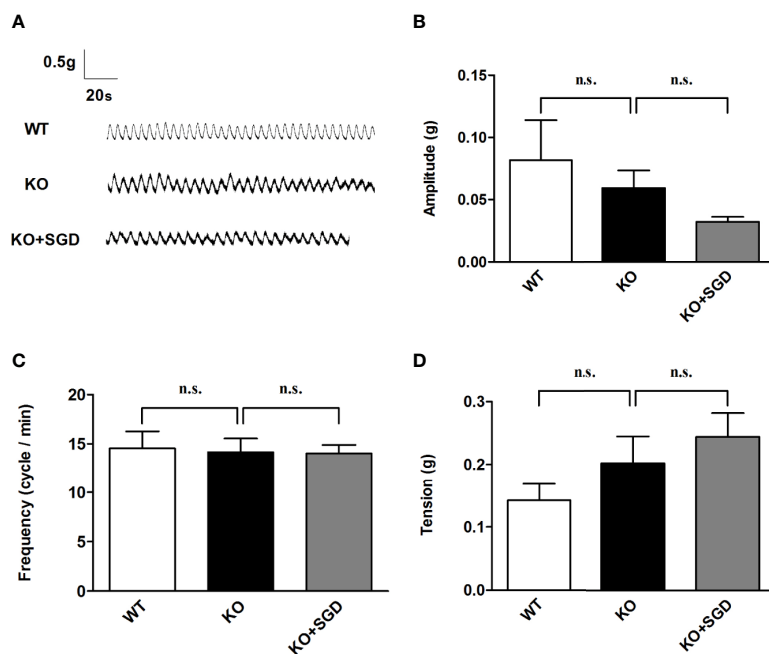 A
0.5g
20s
WT
KO
KO+SGD
B
n.s.
n.s.
0.15
0.10
0.05
0.00
Amplitude (g)
WT
KO
KO+SGD
C
n.s.
n.s.
20
15
10
5
0
Frequency (cycle / min)
WT
KO
KO+SGD
D
n.s.
n.s.
0.3
0.2
0.1
0.0
Tension (g)
WT
KO
KO+SGD